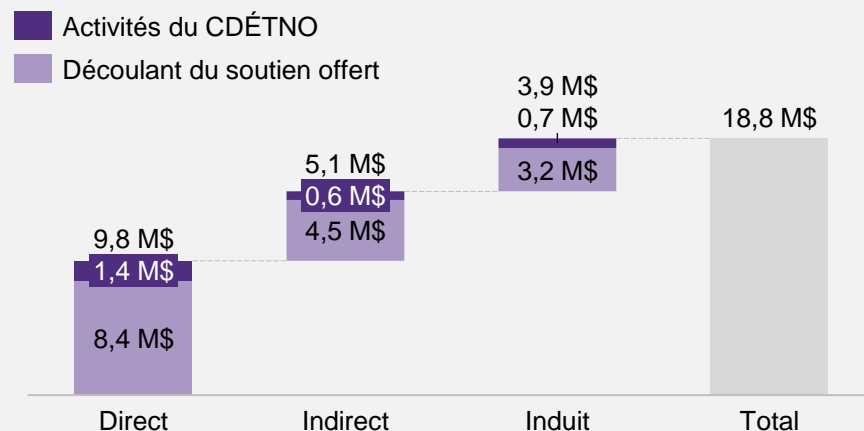 Activités du CDÉTNO
Découlant du soutien offert
9,8 M$
1,4 M$
8,4 M$
5,1 M$
0,6 M$
4,5 M$
3,9 M$
0,7 M$
3,2 M$
18,8 M$
Direct
Indirect
Induit
Total